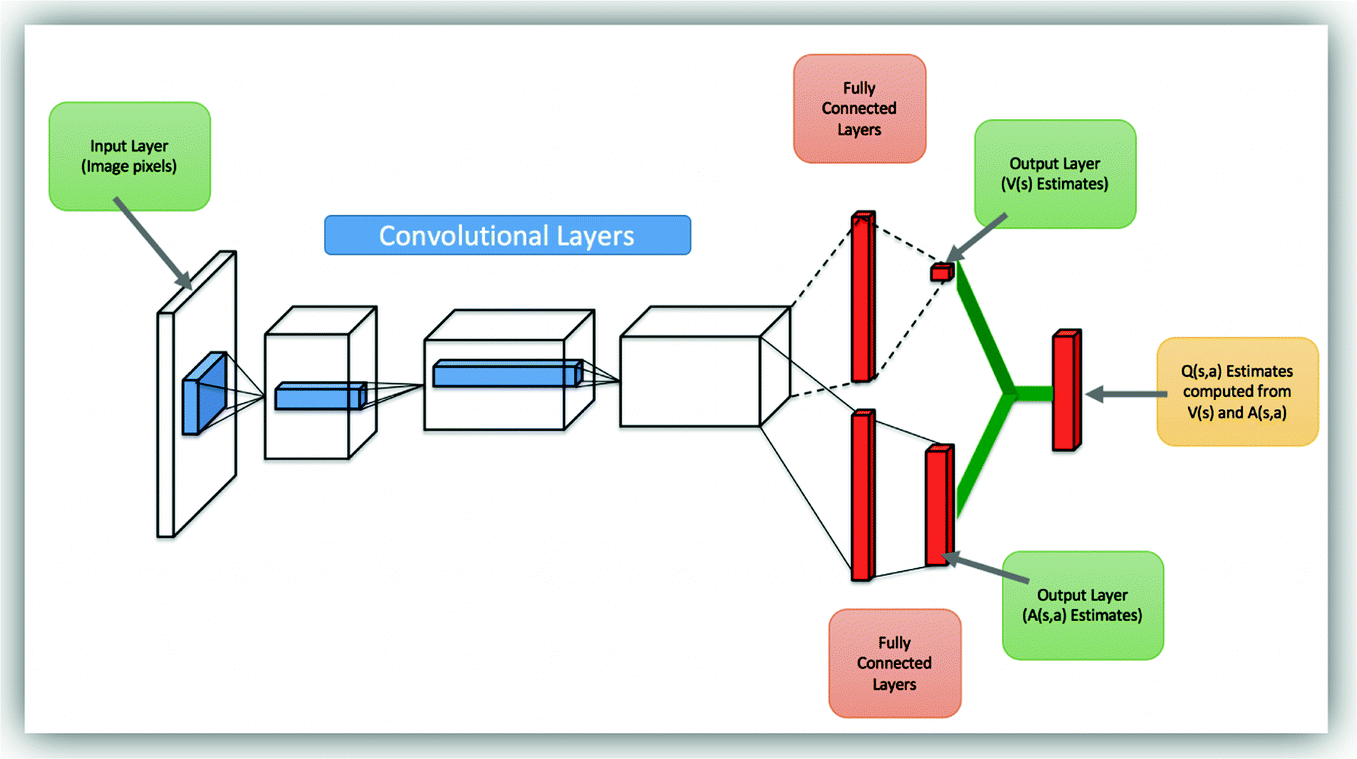 Input Layer
(Image pixels)
Convolutional Layers
Fully
Connected
Layers
Output Layer
(V(s) Estimates)
Q(s,a) Estimates
computed from
V(s) and A(s,a)
Output Layer
(A(s,a) Estimates)
Fully
Connected
Layers